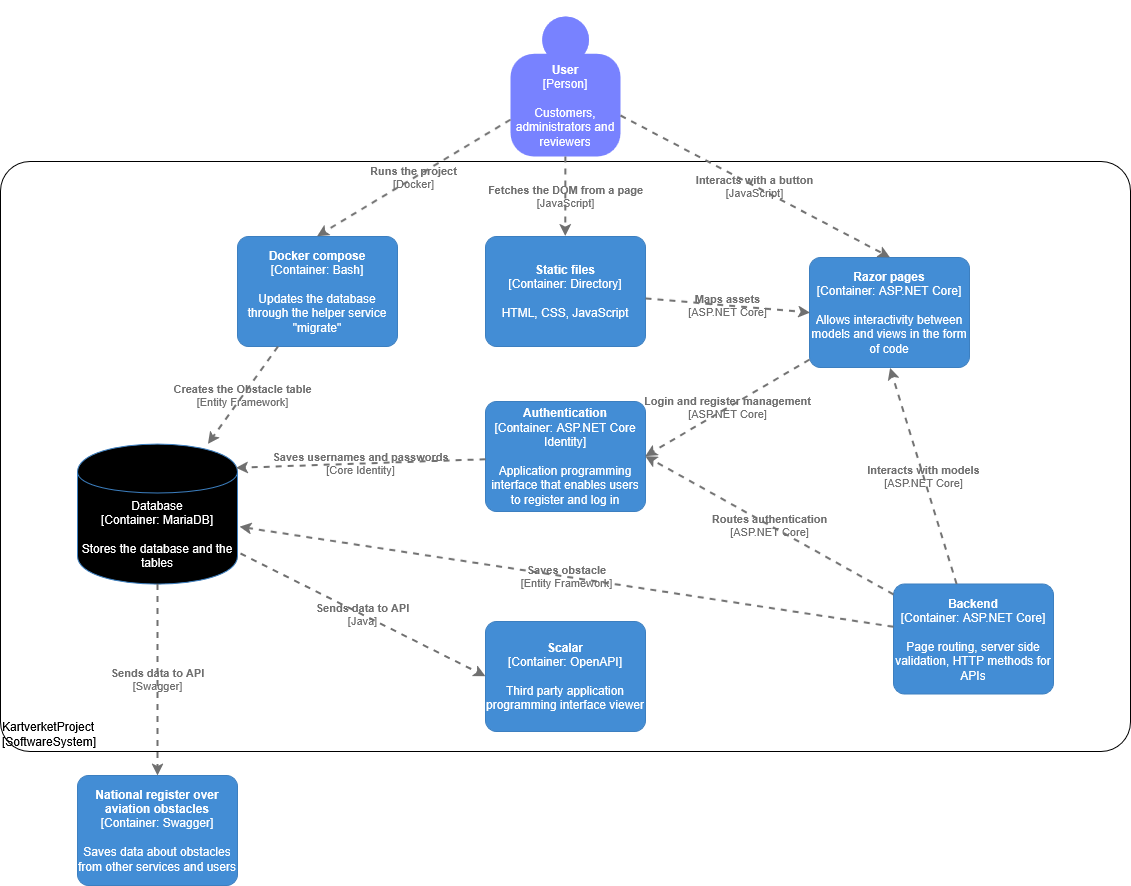 User
[Person]
Customers,
administrators and
reviewers
Runs the project
[Docker]
Fetches the DOM from a page
[JavaScript]
Interacts with a button
[JavaScript]
Docker compose
[Container: Bash]
Updates the database
through the helper service
"migrate"
Static files
[Container: Directory]
HTML, CSS, JavaScript
Maps assets
[ASP.NET Core]
Razor pages
[Container: ASP.NET Core]
Allows interactivity between
models and views in the form
of code
Creates the Obstacle table
[Entity Framework]
Login and register management
[ASP.NET Core]
Authentication
[Container: ASP.NET Core
Identity]
Application programming
interface that enables users
to register and log in
Saves usernames and passwords
[Core Identity]
Interacts with models
[ASP.NET Core]
Database
[Container: MariaDB]
Stores the database and the
tables
Routes authentication
[ASP.NET Core]
Saves obstacle
[Entity Framework]
Backend
[Container: ASP.NET Core]
Page routing, server side
validation, HTTP methods for
APIs
Sends data to API
[Java]
Scalar
[Container: OpenAPI]
Third party application
programming interface viewer
Sends data to API
[Swagger]
KartverketProject
[SoftwareSystem]
National register over
aviation obstacles
[Container: Swagger]
Saves data about obstacles
from other services and users